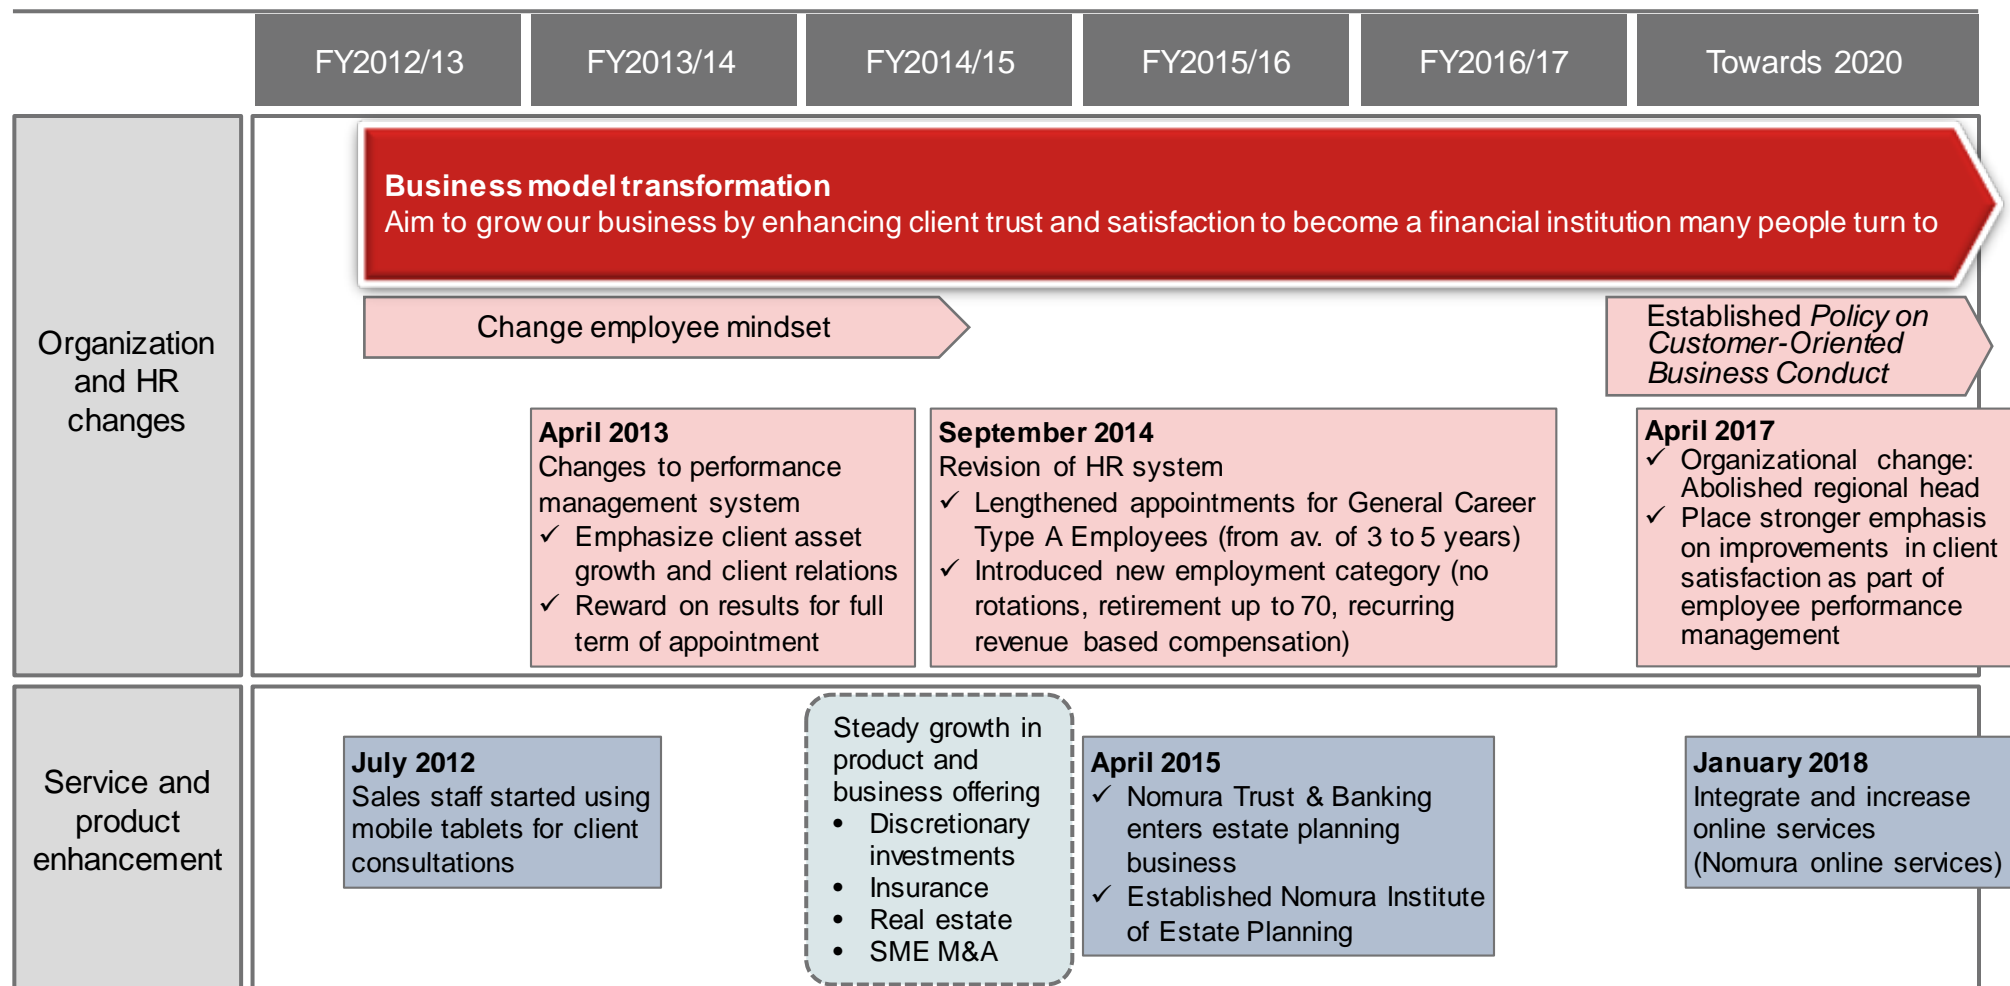 FY2012/13
FY2013/14
FY2014/15
FY2015/16
FY2016/17
Towards 2020
Organization
and HR
changes
Business model transformation
Aim to grow our business by enhancing client trust and satisfaction to become a financial institution many people turn to
Change employee mindset
Established Policy on
Customer-Oriented
Business Conduct
April 2013
Changes to performance
management system
✓ Emphasize client asset
growth and client relations
✓ Reward on results for full
term of appointment
September 2014
Revision of HR system
✓ Lengthened appointments for General Career
Type A Employees (from av. of 3 to 5 years)
✓ Introduced new employment category (no
rotations, retirement up to 70, recurring
revenue based compensation)
April 2017
✓ Organizational change:
Abolished regional head
✓ Place stronger emphasis
on improvements in client
satisfaction as part of
employee performance
management
Service and
product
enhancement
July 2012
Sales staff started using
mobile tablets for client
consultations
Steady growth in
product and
business offering
• Discretionary
investments
• Insurance
• Real estate
• SME M&A
April 2015
✓ Nomura Trust & Banking
enters estate planning
business
✓ Established Nomura Institute
of Estate Planning
January 2018
Integrate and increase
online services
(Nomura online services)